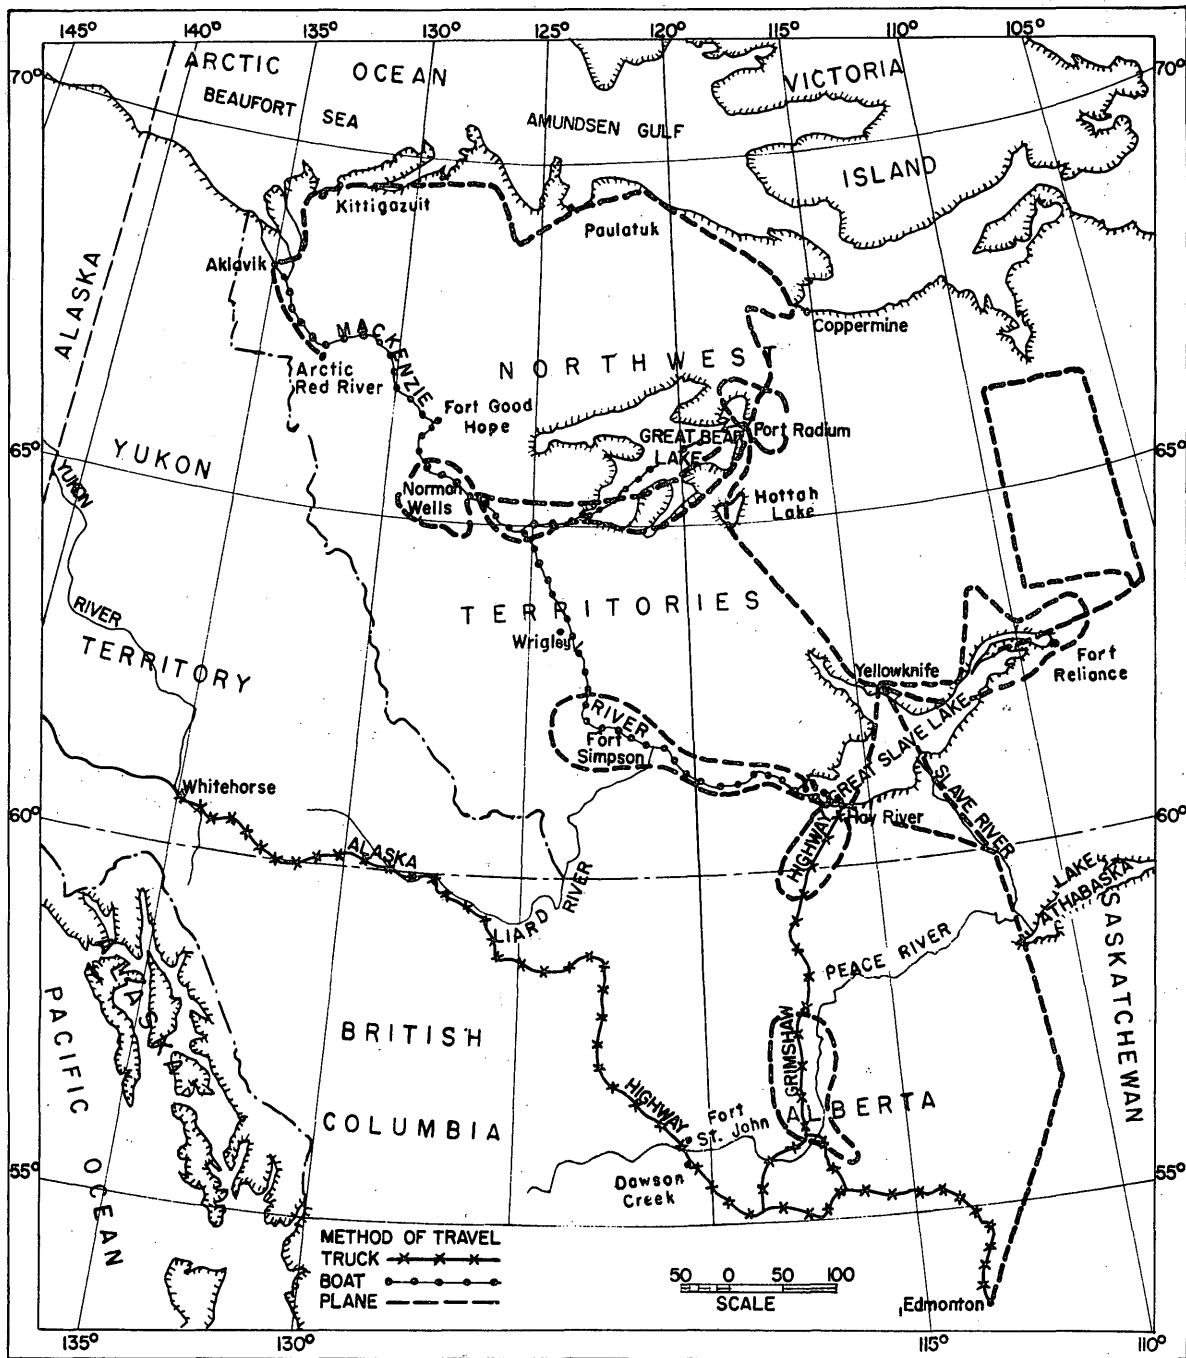 145° 140° 135° 130° 125° 120° 115° 110° 105°
70° 70°
ARCTIC OCEAN
BEAUFORT SEA
AMUNDSEN GULF
VICTORIA
ISLAND
Kittigazuit
Paulatuk
Aklavik
ALASKA
Coppermine
MACKENZIE
NORTHWEST
Arctic
Red River
Fort Good
Hope
GREAT BEAR
LAKE
Port Radium
65° 65°
YUKON
YUKON
Norman
Wells
Hottah
Lake
RIVER
TERRITORIES
Wrigley
TERRITORY
Yellowknife
Fort
Reliance
RIVER
Fort
Simpson
GREAT SLAVE LAKE
SLAVE RIVER
Whitehorse
60° 60°
Hay River
HIGHWAY
ALASKA
LIARD
RIVER
LAKE
ATHABASKA
SASKATCHEWAN
PEACE RIVER
ALASKA
PACIFIC OCEAN
BRITISH
COLUMBIA
GRIMSHAW
HIGHWAY
Fort
St. John
ALBERTA
Dawson
Creek
55° 55°
METHOD OF TRAVEL
TRUCK
BOAT
PLANE
50 0 50 100
SCALE
Edmonton
135° 130° 115° 110°